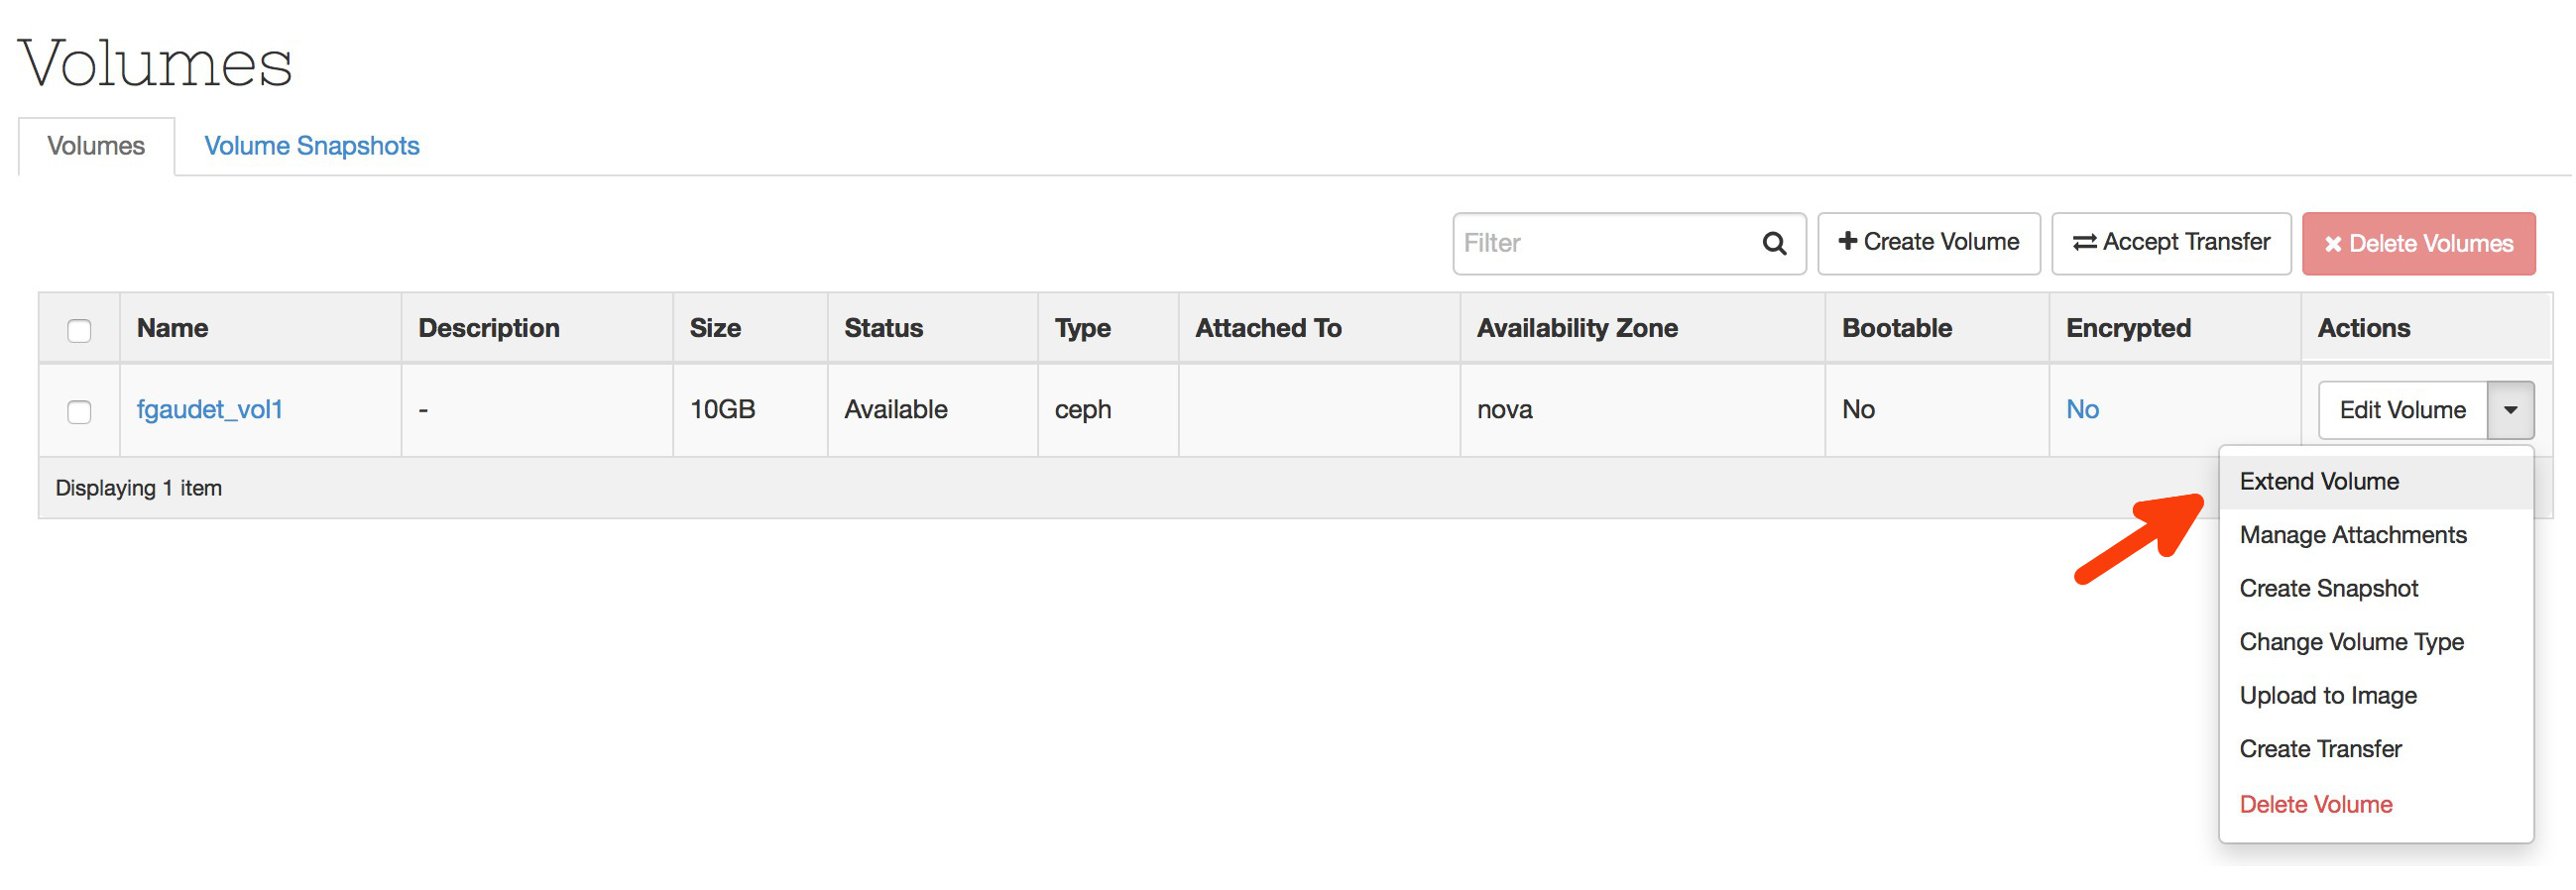 Volumes
Volumes Volume Snapshots
Filter Create Volume Accept Transfer Delete Volumes
Name Description Size Status Type Attached To Availability Zone Bootable Encrypted Actions
fgaudet_vol1 - 10GB Available ceph nova No No Edit Volume
Displaying 1 item
Extend Volume
Manage Attachments
Create Snapshot
Change Volume Type
Upload to Image
Create Transfer
Delete Volume